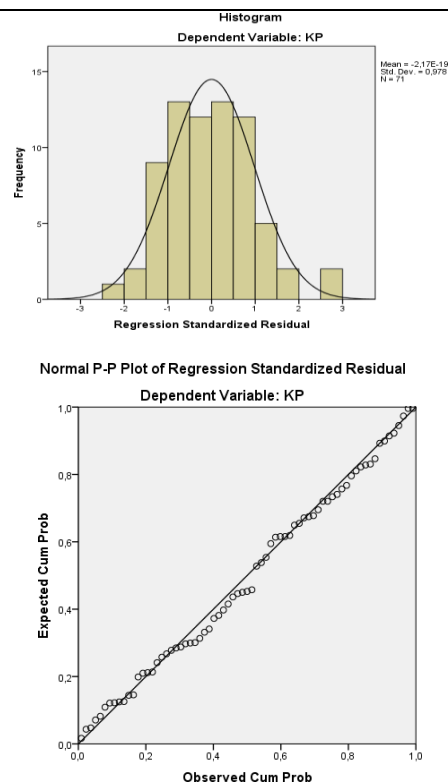 Histogram
Dependent Variable: KP
Mean = -2,17E-19
Std. Dev. = 0,978
N = 71
15
10
5
0
Frequency
-3 -2 -1 0 1 2 3
Regression Standardized Residual
Normal P-P Plot of Regression Standardized Residual
Dependent Variable: KP
1,0
0,8
0,6
0,4
0,2
0,0
Expected Cum Prob
0,0 0,2 0,4 0,6 0,8 1,0
Observed Cum Prob